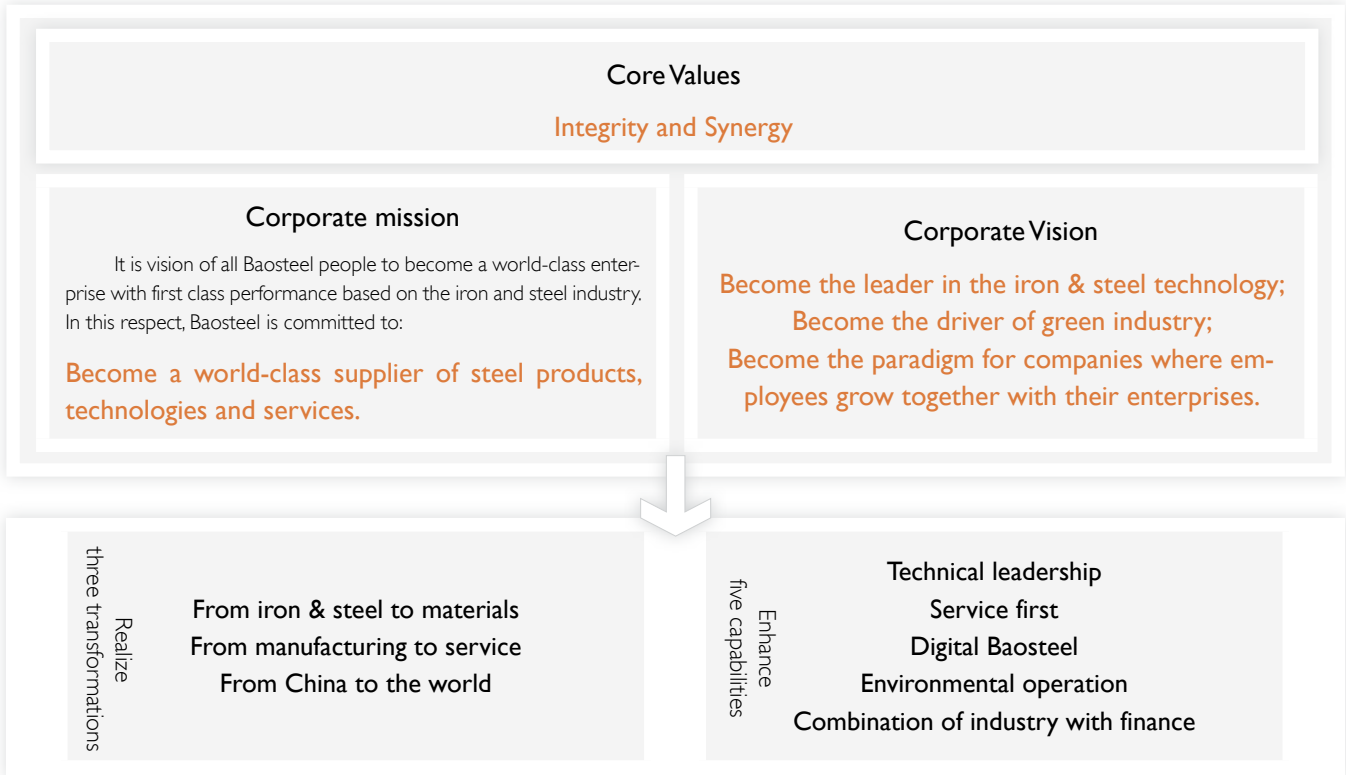 Core Values
Integrity and Synergy
Corporate mission
It is vision of all Baosteel people to become a world-class enter-
prise with first class performance based on the iron and steel industry.
In this respect, Baosteel is committed to:
Become a world-class supplier of steel products,
technologies and services.
Corporate Vision
Become the leader in the iron & steel technology;
Become the driver of green industry;
Become the paradigm for companies where em-
ployees grow together with their enterprises.
Realize
three transformations
From iron & steel to materials
From manufacturing to service
From China to the world
Enhance
five capabilities
Technical leadership
Service first
Digital Baosteel
Environmental operation
Combination of industry with finance